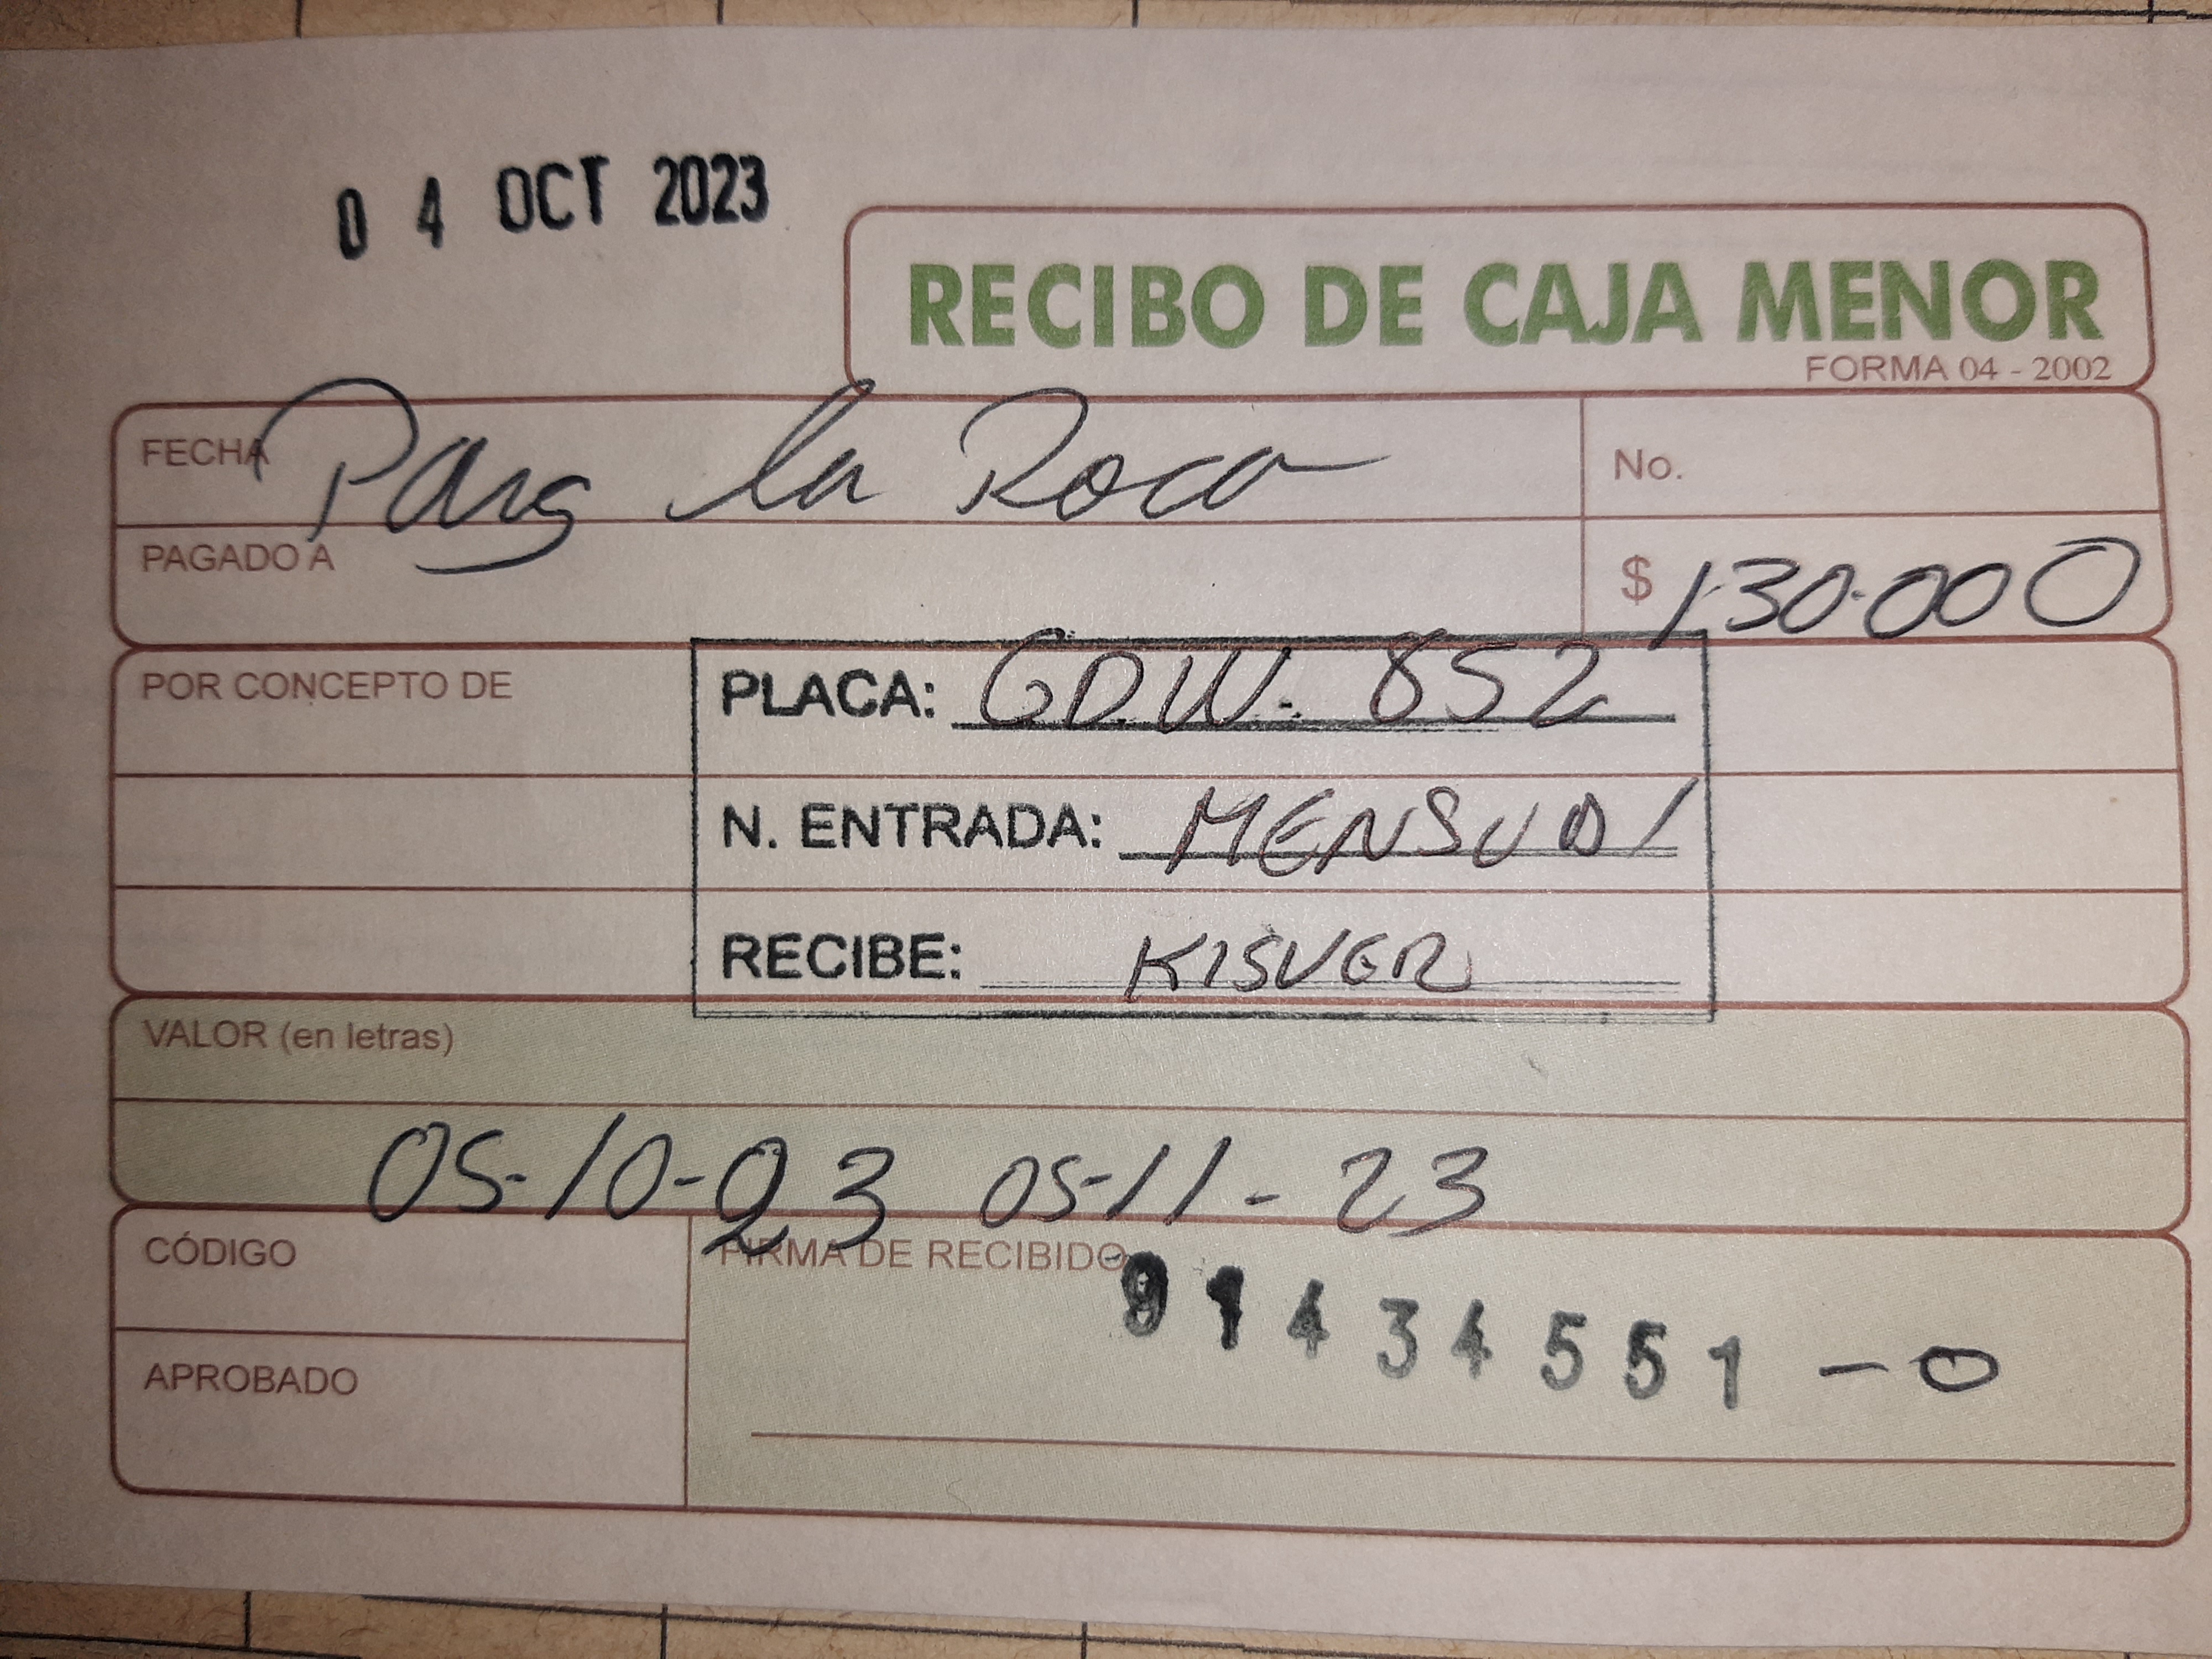 04 OCT 2023
RECIBO DE CAJA MENOR
FORMA 04 - 2002
FECHA Parq la Roca No.
PAGADO A $ 130.000
POR CONCEPTO DE PLACA: GDW. 852
N. ENTRADA: MENSUAl
RECIBE: KISVER
VALOR (en letras)
05-10-23 05-11-23
CÓDIGO FIRMA DE RECIBIDO
91434551 - 0
APROBADO